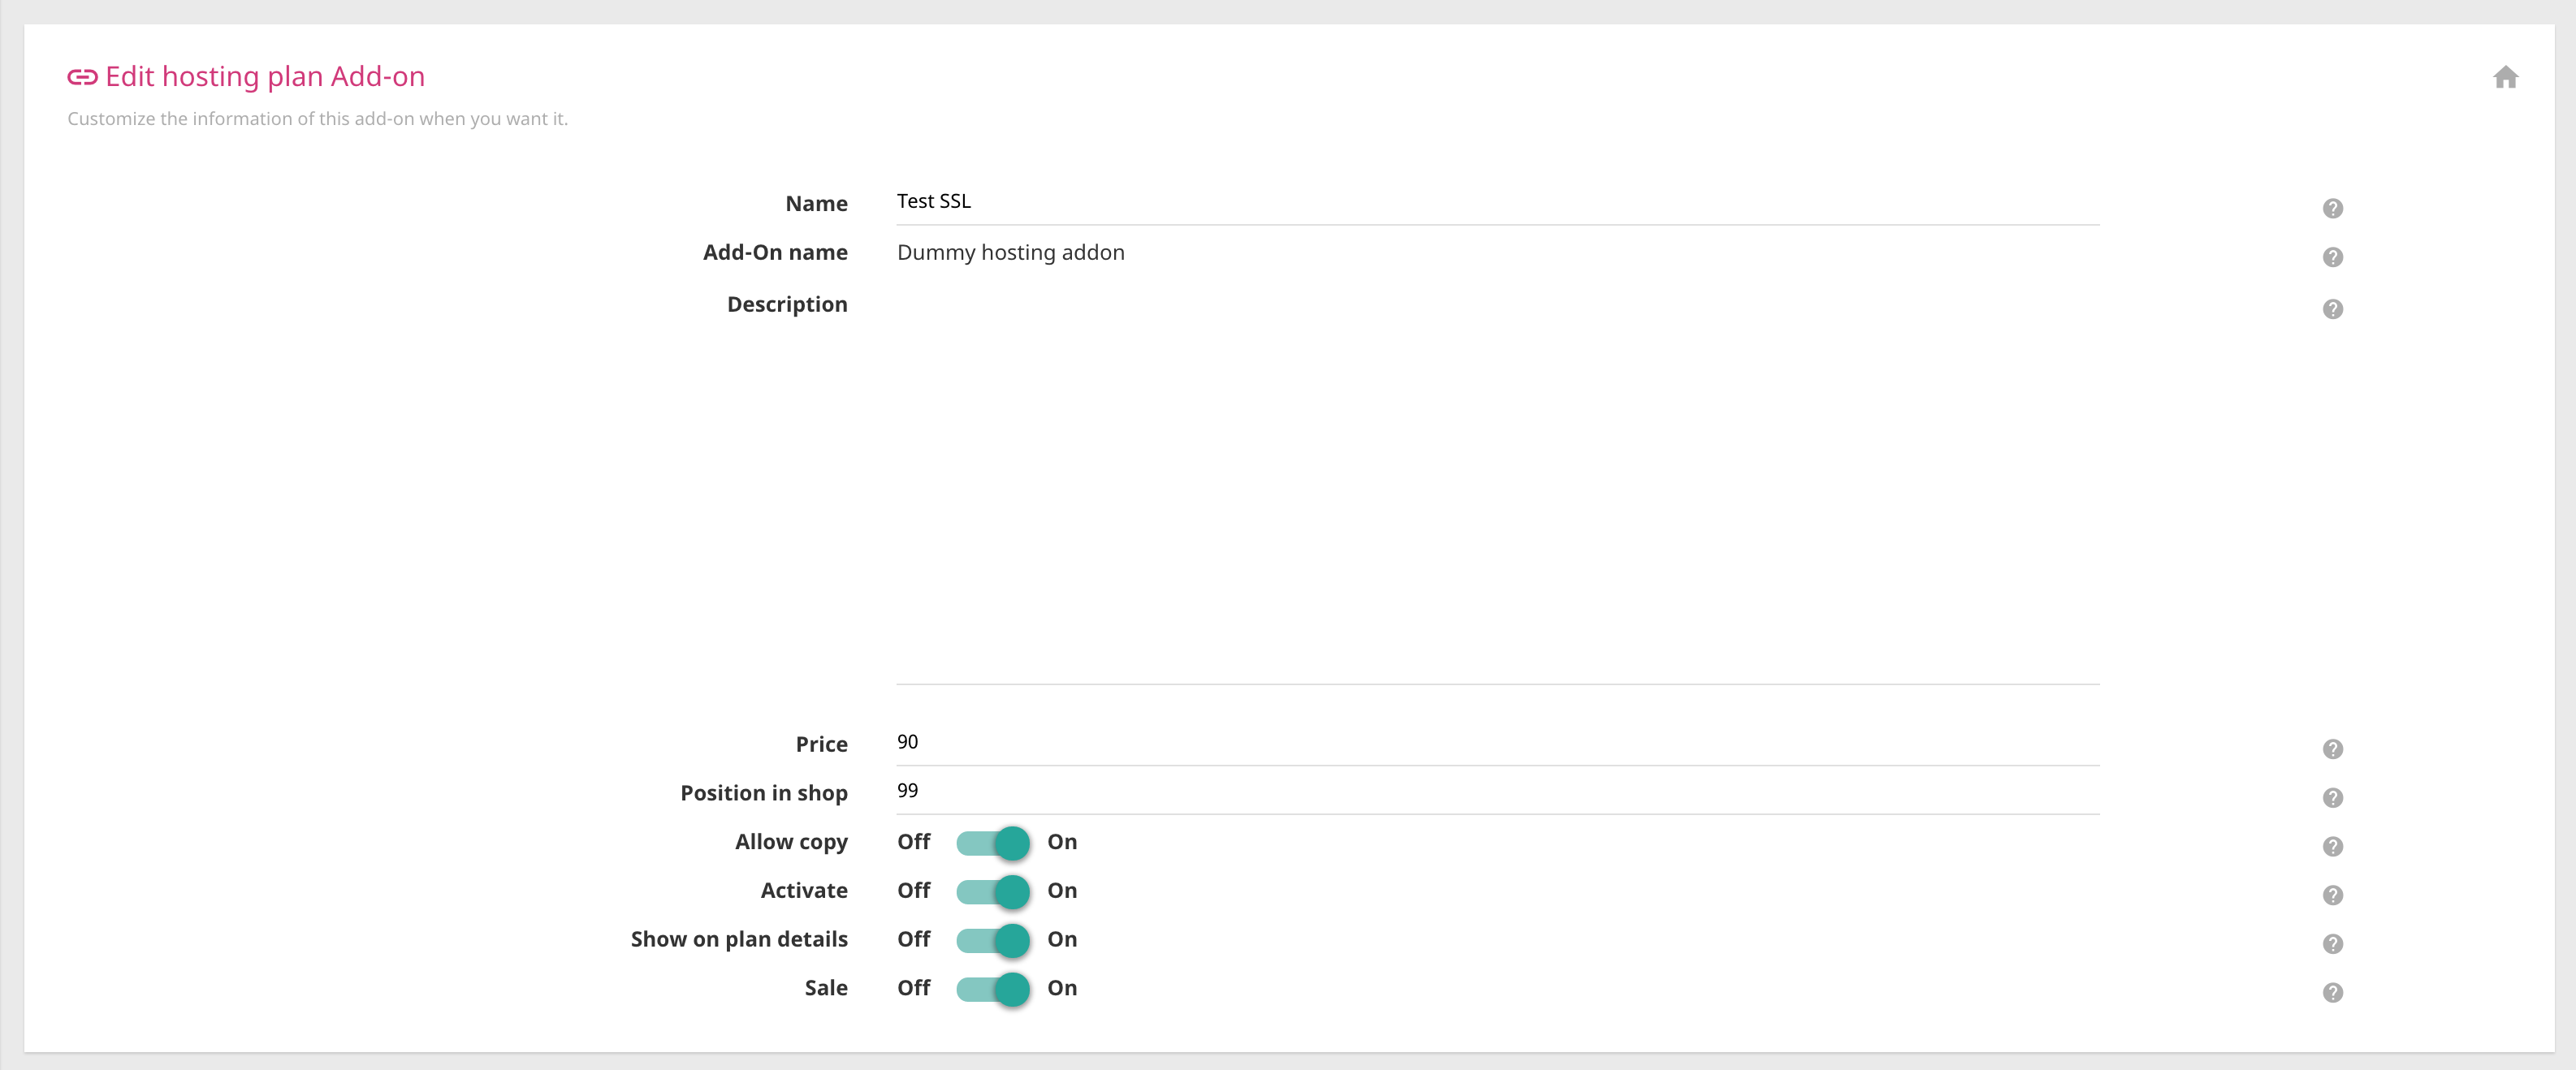 Edit hosting plan Add-on
Customize the information of this add-on when you want it.
Name Test SSL
Add-On name Dummy hosting addon
Description
Price 90
Position in shop 99
Allow copy Off On
Activate Off On
Show on plan details Off On
Sale Off On